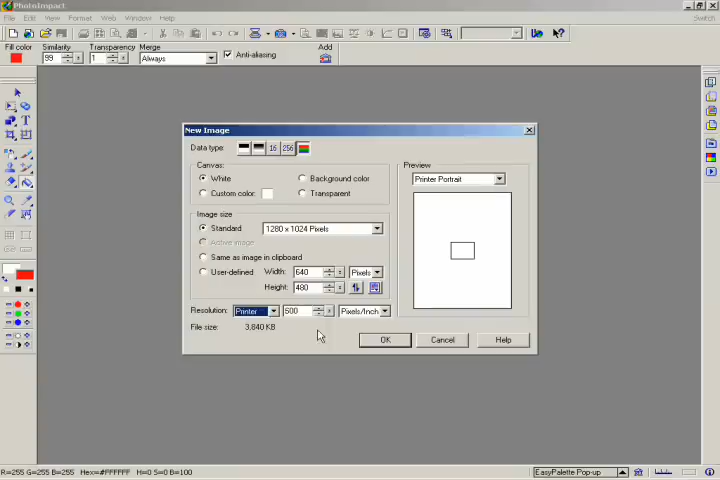 PhotoImpact
File Edit View Format Web Window Help Switch
Fill color Similarity Transparency Merge Add
99 1 Always Anti-aliasing
New Image
Data type: 16 256
Canvas: Preview
White Background color Printer Portrait
Custom color: Transparent
Image size
Standard 1280 x 1024 Pixels
Active image
Same as image in clipboard
User-defined Width: 640 Pixels
Height: 480
Resolution: Printer 600 Pixels/Inch
File size: 3,840 KB
OK Cancel Help
R=255 G=255 B=255 Hex=#FFFFFF H=0 S=0 B=100 EasyPalette Pop-up